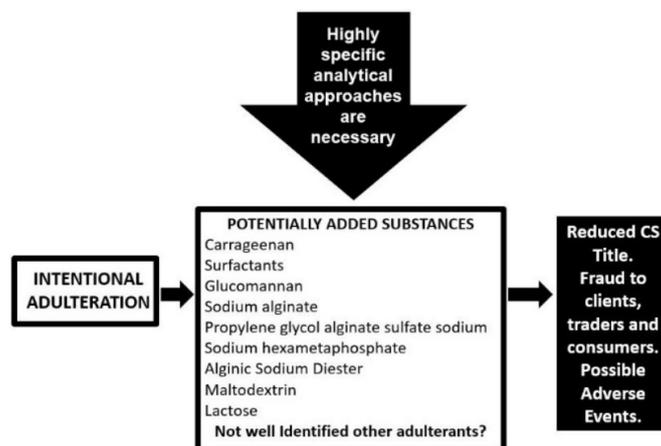 Highly
specific
analytical
approaches
are
necessary
POTENTIALLY ADDED SUBSTANCES
Carrageenan
Surfactants
Glucomannan
Sodium alginate
Propylene glycol alginate sulfate sodium
Sodium hexametaphosphate
Alginic Sodium Diester
Maltodextrin
Lactose
Not well Identified other adulterants?
INTENTIONAL
ADULTERATION
Reduced CS
Title.
Fraud to
clients,
traders and
consumers.
Possible
Adverse
Events.